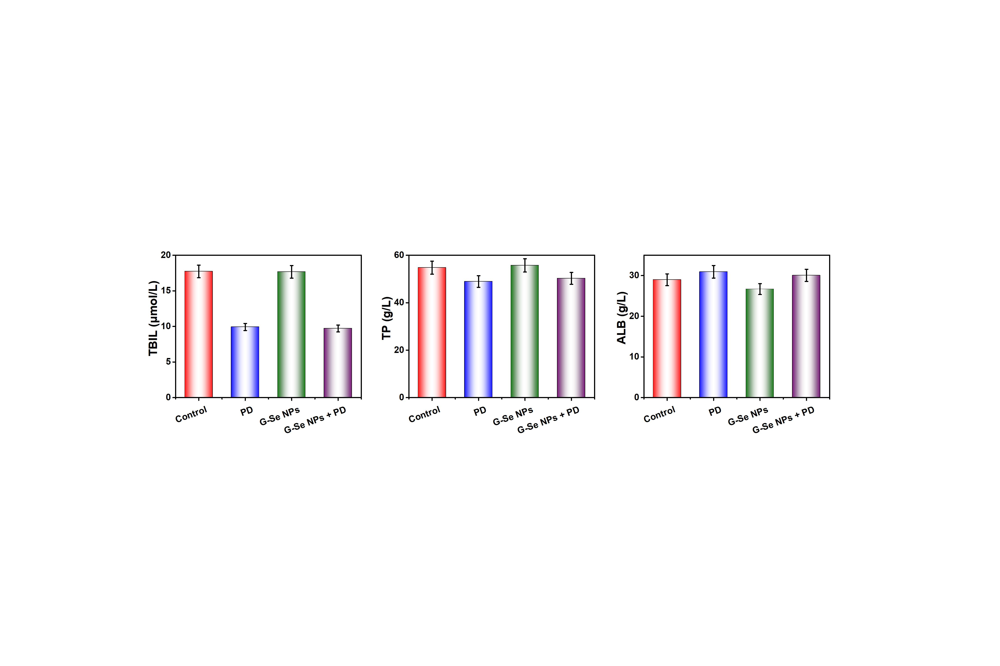 TBIL (μmol/L)
20
15
10
5
0
Control
PD
G-Se NPs
G-Se NPs + PD
TP (g/L)
60
40
20
0
Control
PD
G-Se NPs
G-Se NPs + PD
ALB (g/L)
30
20
10
0
Control
PD
G-Se NPs
G-Se NPs + PD